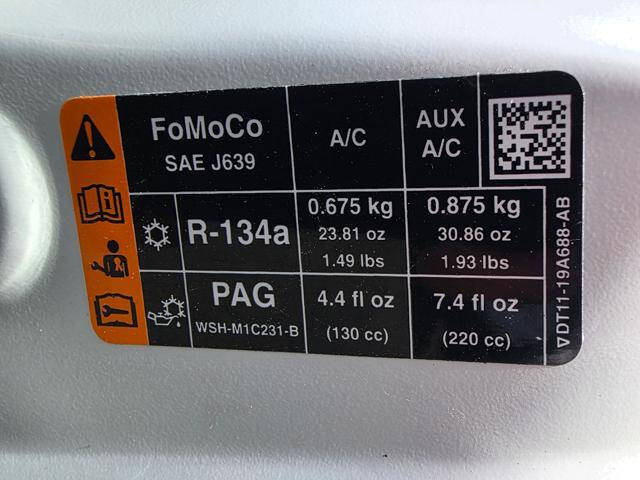 FoMoCo
SAE J639
A/C
AUX
A/C
R-134a
0.675 kg
23.81 oz
1.49 lbs
0.875 kg
30.86 oz
1.93 lbs
PAG
WSH-M1C231-B
4.4 fl oz
(130 cc)
7.4 fl oz
(220 cc)
∇DT11-19A688-AB